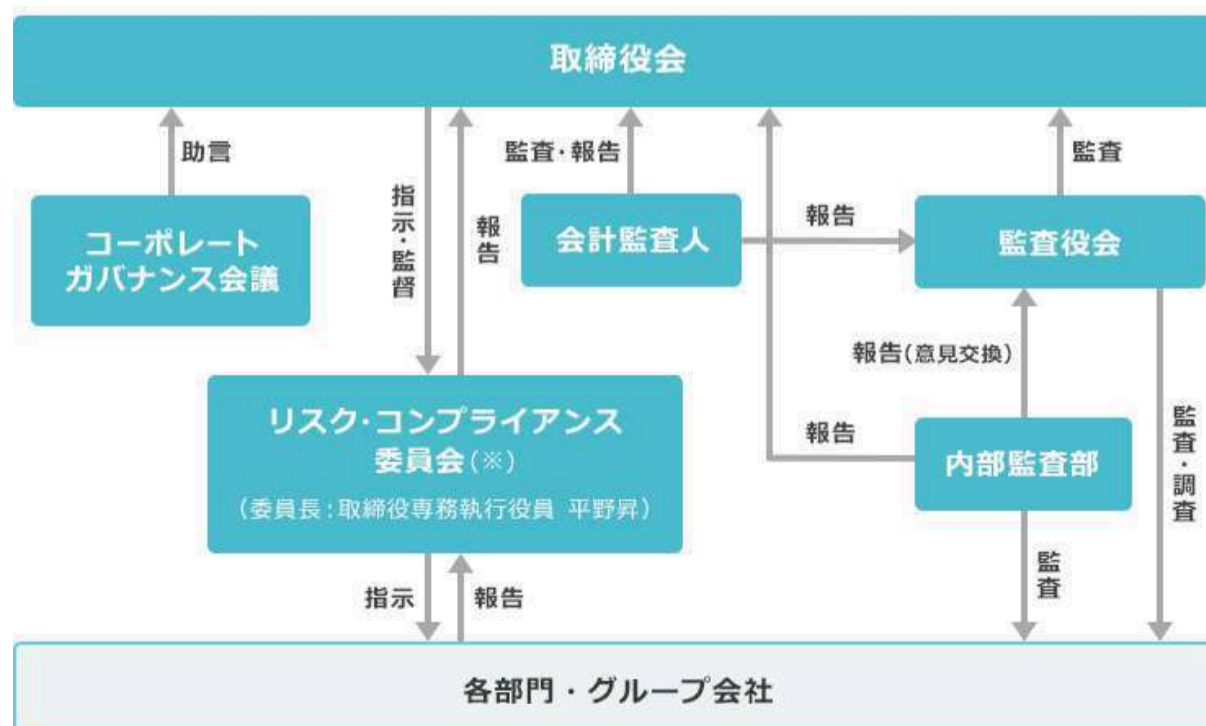 取締役会
助言
指示・監督
報告
監査・報告
監査
コーポレート
ガバナンス会議
会計監査人
報告
監査役会
報告(意見交換)
リスク・コンプライアンス
委員会(※)
(委員長:取締役専務執行役員 平野昇)
報告
内部監査部
監査・調査
監査
指示
報告
各部門・グループ会社